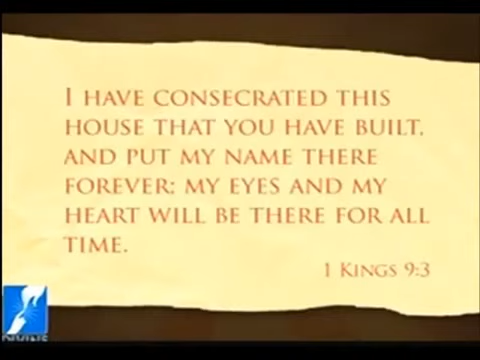 I HAVE CONSECRATED THIS
HOUSE THAT YOU HAVE BUILT,
AND PUT MY NAME THERE
FOREVER; MY EYES AND MY
HEART WILL BE THERE FOR ALL
TIME.
1 KINGS 9:3
DIVINE